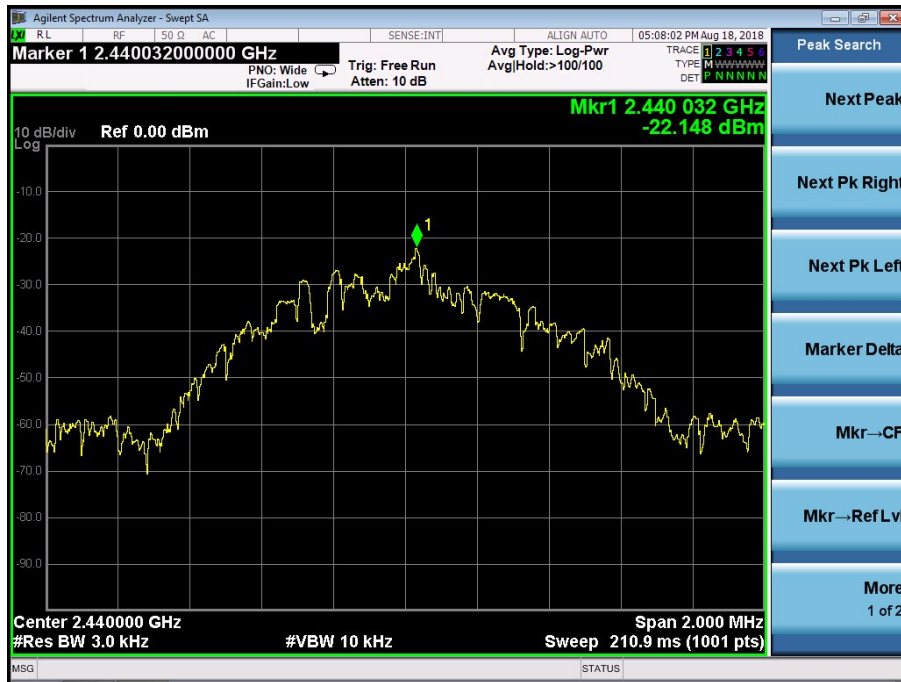 Agilent Spectrum Analyzer - Swept SA
LXI RL RF 50 Ω AC SENSE:INT ALIGN AUTO 05:08:02 PM Aug 18, 2018
Marker 1 2.440032000000 GHz
PNO: Wide
IFGain:Low
Trig: Free Run
Atten: 10 dB
Avg Type: Log-Pwr
Avg|Hold:>100/100
TRACE 1 2 3 4 5 6
TYPE M WWWWW
DET P N N N N N
Peak Search
Mkr1 2.440 032 GHz
-22.148 dBm
10 dB/div Ref 0.00 dBm
Log
-10.0
-20.0
-30.0
-40.0
-50.0
-60.0
-70.0
-80.0
-90.0
1
Center 2.440000 GHz Span 2.000 MHz
#Res BW 3.0 kHz #VBW 10 kHz Sweep 210.9 ms (1001 pts)
Next Peak
Next Pk Right
Next Pk Left
Marker Delta
Mkr→CF
Mkr→Ref Lvl
More
1 of 2
MSG STATUS